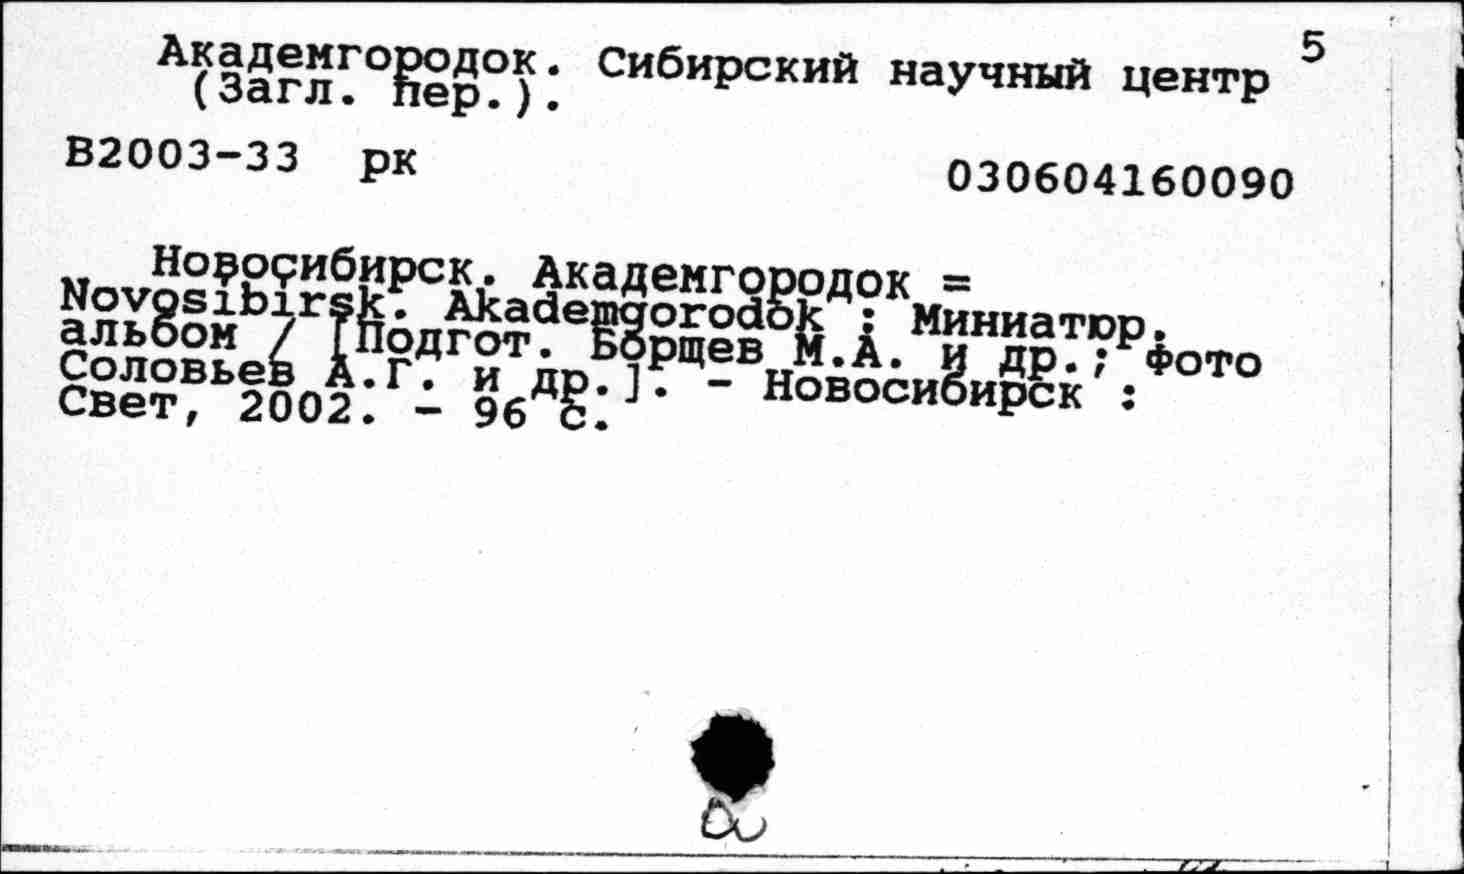 Академгородок. Сибирский научный центр 5
(Загл. пер.).
В2003-33 рк 030604160090
Новосибирск. Академгородок =
Novosibirsk. Akademgorodok : Миниатюр.
альбом / [Подгот. Борщев М.А. и др.; Фото
Соловьев А.Г. и др.]. - Новосибирск :
Свет, 2002. - 96 с.